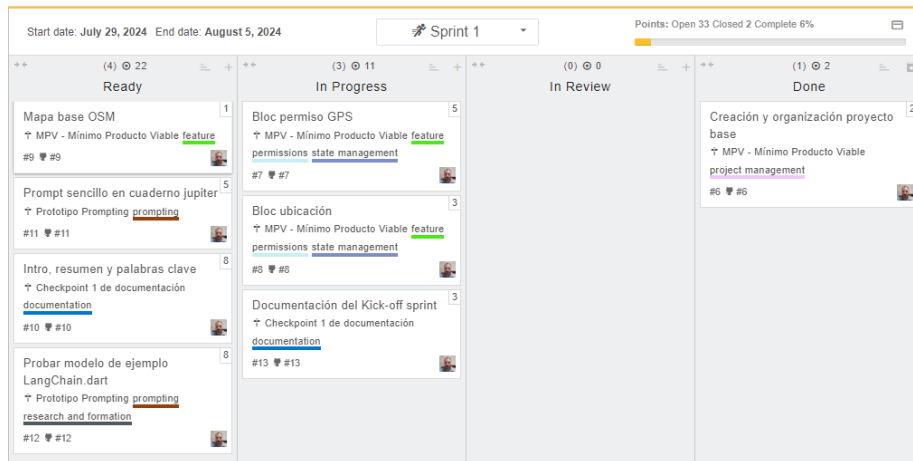 Start date: July 29, 2024 End date: August 5, 2024
Sprint 1
Points: Open 33 Closed 2 Complete 6%
(4) 22
Ready
Mapa base OSM
1
MPV - Mínimo Producto Viable feature
#9 #9
Prompt sencillo en cuaderno jupiter
5
Prototipo Prompting prompting
#11 #11
Intro, resumen y palabras clave
8
Checkpoint 1 de documentación
documentation
#10 #10
Probar modelo de ejemplo
LangChain.dart
8
Prototipo Prompting prompting
research and formation
#12 #12
(3) 11
In Progress
Bloc permiso GPS
5
MPV - Mínimo Producto Viable feature
permissions state management
#7 #7
Bloc ubicación
3
MPV - Mínimo Producto Viable feature
permissions state management
#8 #8
Documentación del Kick-off sprint
3
Checkpoint 1 de documentación
documentation
#13 #13
(0) 0
In Review
(1) 2
Done
Creación y organización proyecto
base
2
MPV - Mínimo Producto Viable
project management
#6 #6